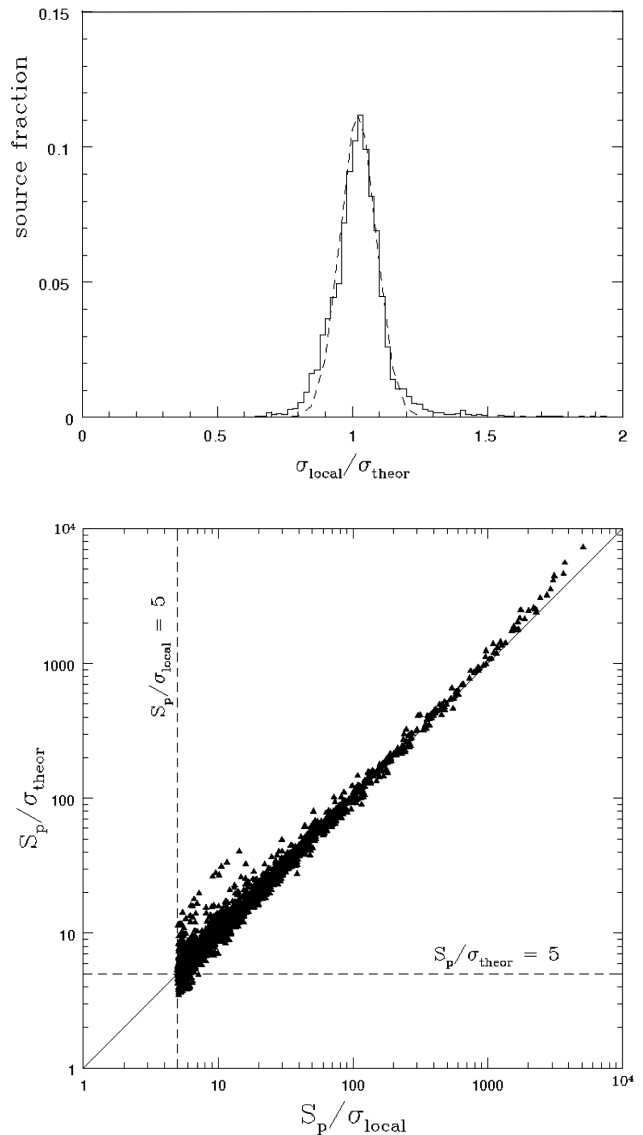 0.15
0.1
0.05
0
source fraction
0 0.5 1 1.5 2
σlocal/σtheor
10⁴
1000
100
10
1
Sp/σtheor
Sp/σlocal = 5
Sp/σtheor = 5
1 10 100 1000 10⁴
Sp/σlocal